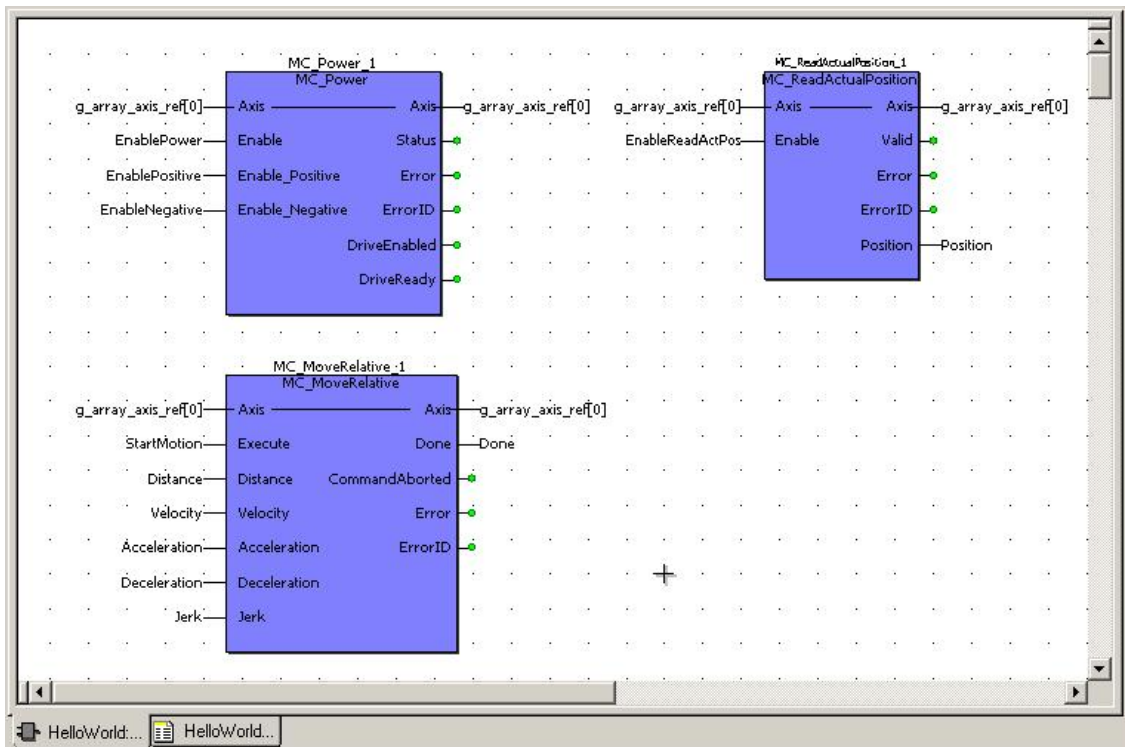 MC_Power_1
MC_Power
g_array_axis_ref[0] Axis Axis g_array_axis_ref[0]
EnablePower Enable Status
EnablePositive Enable_Positive Error
EnableNegative Enable_Negative ErrorID
DriveEnabled
DriveReady
MC_ReadActualPosition_1
MC_ReadActualPosition
g_array_axis_ref[0] Axis Axis g_array_axis_ref[0]
EnableReadActPos Enable Valid
Error
ErrorID
Position Position
MC_MoveRelative_1
MC_MoveRelative
g_array_axis_ref[0] Axis Axis g_array_axis_ref[0]
StartMotion Execute Done Done
Distance Distance CommandAborted
Velocity Velocity Error
Acceleration Acceleration ErrorID
Deceleration Deceleration
Jerk Jerk
HelloWorld:... HelloWorld...